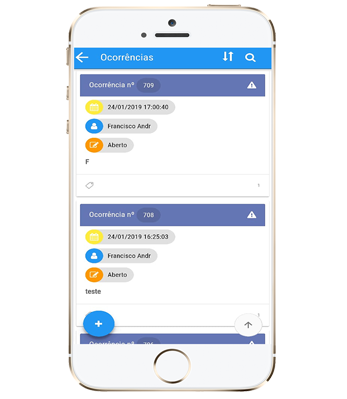 Ocorrências
Ocorrência nº 709
24/01/2019 17:00:40
Francisco Andr
Aberto
F
1
Ocorrência nº 708
24/01/2019 16:25:03
Francisco Andr
Aberto
teste
Ocorrência nº